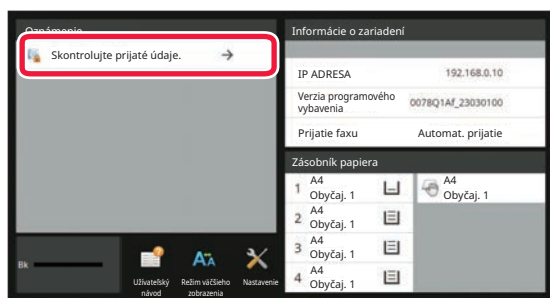 Oznámenie
Skontrolujte prijaté údaje.
Bk
Užívateľský
návod
Režim väčšieho
zobrazenia
Nastavenie
Informácie o zariadení
IP ADRESA 192.168.0.10
Verzia programového
vybavenia
0078Q1Af_23030100
Prijatie faxu Automat. prijatie
Zásobník papiera
1 A4
Obyčaj. 1
A4
Obyčaj. 1
2 A4
Obyčaj. 1
3 A4
Obyčaj. 1
4 A4
Obyčaj. 1